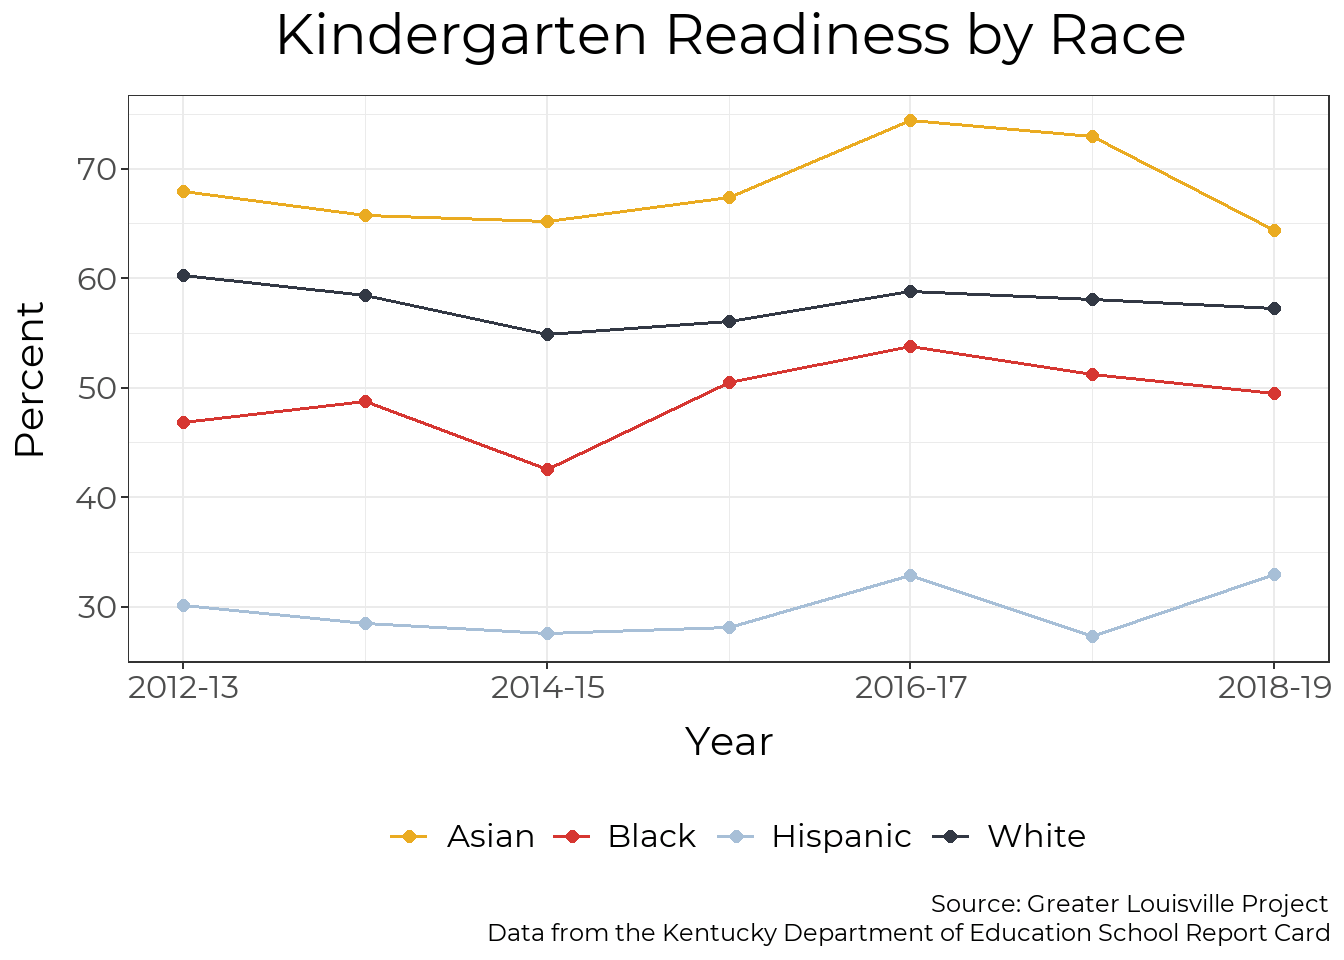 Kindergarten Readiness by Race
Percent
70
60
50
40
30
2012-13 2014-15 2016-17 2018-19
Year
Asian Black Hispanic White
Source: Greater Louisville Project
Data from the Kentucky Department of Education School Report Card